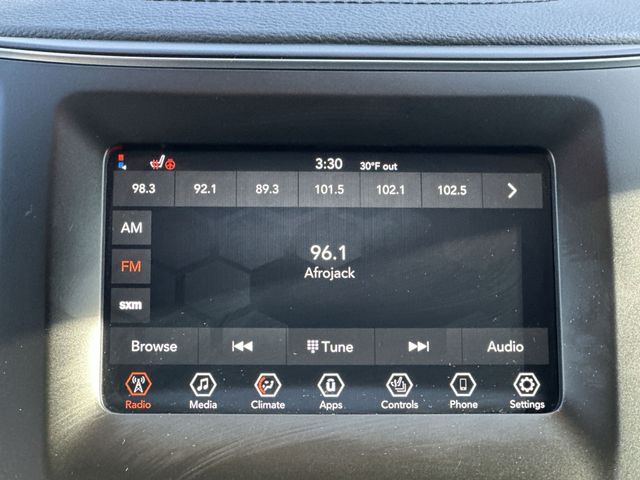 3:30 30°F out
98.3 92.1 89.3 101.5 102.1 102.5
AM
96.1
FM
Afrojack
sxm
Browse Tune Audio
Radio Media Climate Apps Controls Phone Settings